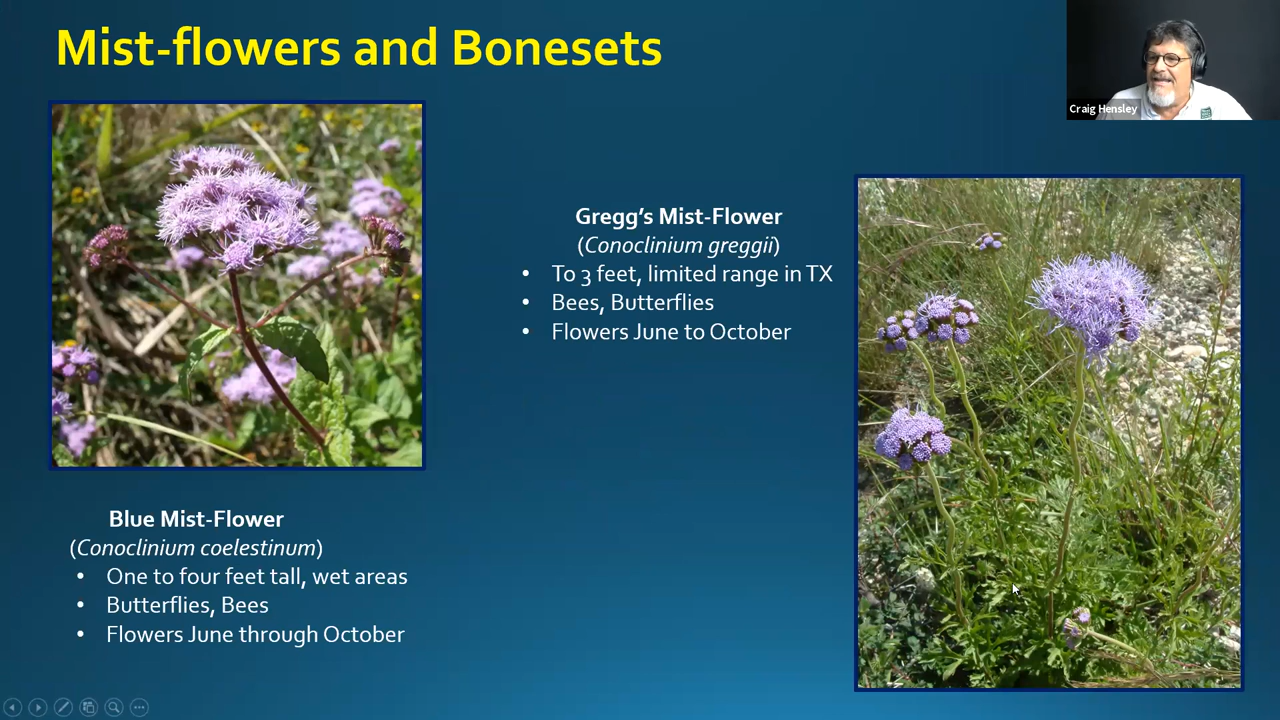 Mist-flowers and Bonesets
Craig Hensley
Gregg's Mist-Flower
(Conoclinium greggii)
• To 3 feet, limited range in TX
• Bees, Butterflies
• Flowers June to October
Blue Mist-Flower
(Conoclinium coelestinum)
• One to four feet tall, wet areas
• Butterflies, Bees
• Flowers June through October